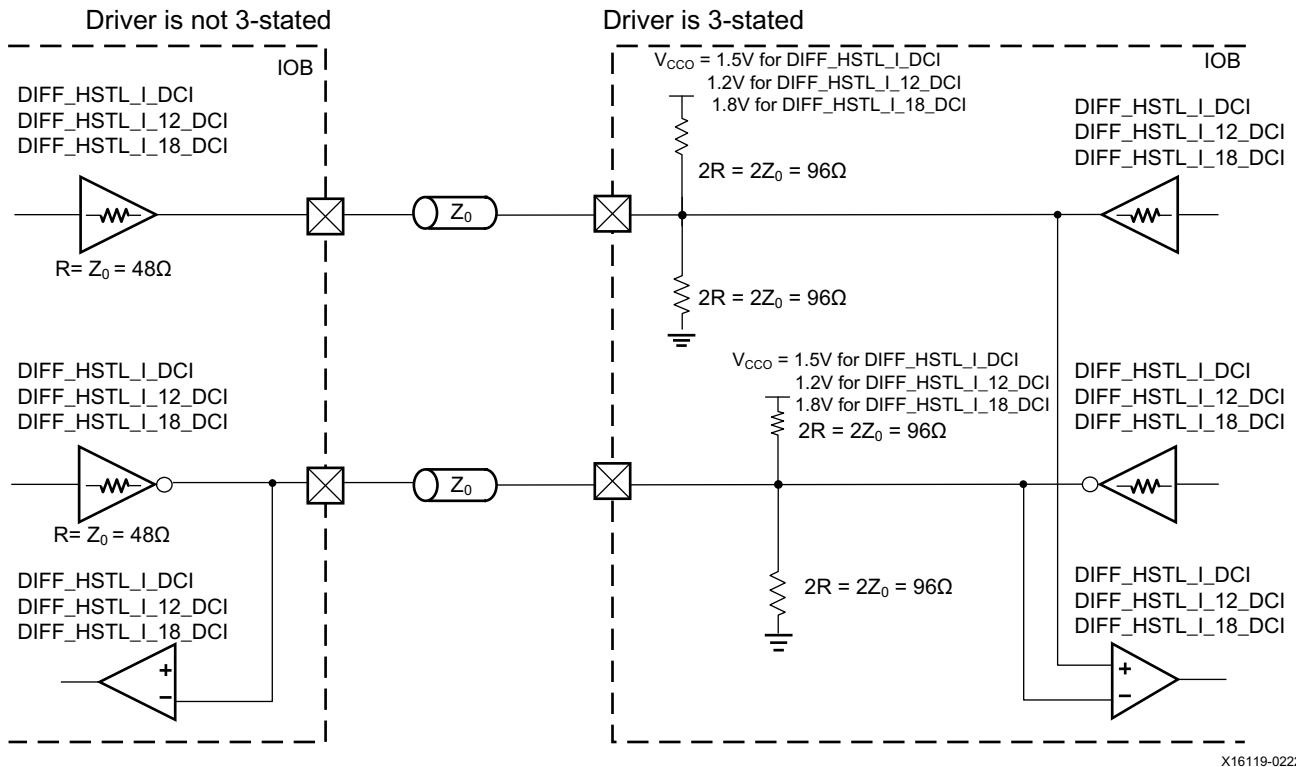 Driver is not 3-stated
Driver is 3-stated
IOB
DIFF_HSTL_I_DCI
DIFF_HSTL_I_12_DCI
DIFF_HSTL_I_18_DCI
R= Z0 = 48Ω
Z0
VCCO = 1.5V for DIFF_HSTL_I_DCI
1.2V for DIFF_HSTL_I_12_DCI
1.8V for DIFF_HSTL_I_18_DCI
IOB
2R = 2Z0 = 96Ω
2R = 2Z0 = 96Ω
DIFF_HSTL_I_DCI
DIFF_HSTL_I_12_DCI
DIFF_HSTL_I_18_DCI
DIFF_HSTL_I_DCI
DIFF_HSTL_I_12_DCI
DIFF_HSTL_I_18_DCI
R= Z0 = 48Ω
Z0
VCCO = 1.5V for DIFF_HSTL_I_DCI
1.2V for DIFF_HSTL_I_12_DCI
1.8V for DIFF_HSTL_I_18_DCI
2R = 2Z0 = 96Ω
2R = 2Z0 = 96Ω
DIFF_HSTL_I_DCI
DIFF_HSTL_I_12_DCI
DIFF_HSTL_I_18_DCI
DIFF_HSTL_I_DCI
DIFF_HSTL_I_12_DCI
DIFF_HSTL_I_18_DCI
+
−
DIFF_HSTL_I_DCI
DIFF_HSTL_I_12_DCI
DIFF_HSTL_I_18_DCI
+
−